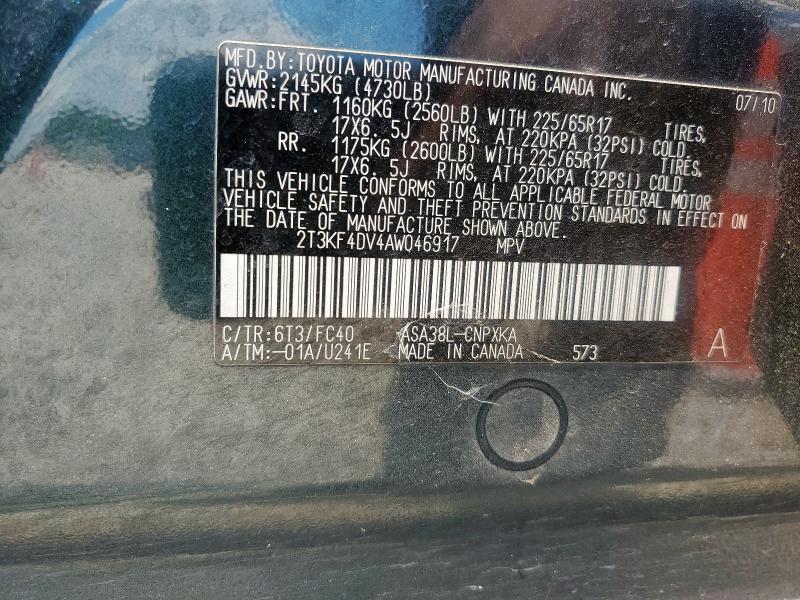 MFD.BY:TOYOTA MOTOR MANUFACTURING CANADA INC.
GVWR:2145KG (4730LB) 07/10
GAWR:FRT. 1160KG (2560LB) WITH 225/65R17 TIRES,
17X6. 5J RIMS, AT 220KPA (32PSI) COLD
RR. 1175KG (2600LB) WITH 225/65R17 TIRES,
17X6. 5J RIMS, AT 220KPA (32PSI) COLD.
THIS VEHICLE CONFORMS TO ALL APPLICABLE FEDERAL MOTOR
VEHICLE SAFETY AND THEFT PREVENTION STANDARDS IN EFFECT ON
THE DATE OF MANUFACTURE SHOWN ABOVE.
2T3KF4DV4AW046917 MPV
C/TR:6T3/FC40 ASA38L-CNPXKA
A/TM:-01A/U241E MADE IN CANADA 573 A